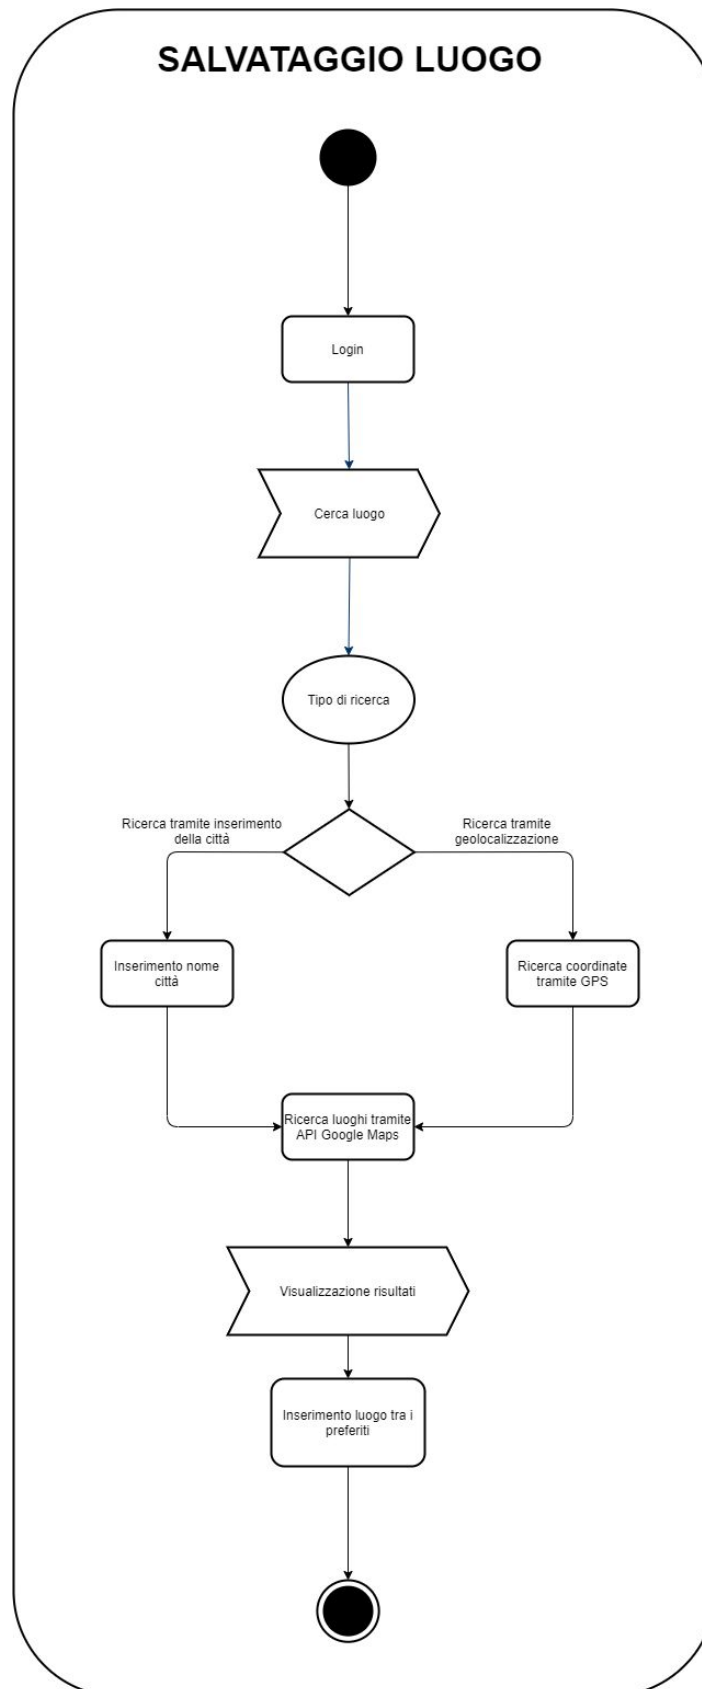 SALVATAGGIO LUOGO
Login
Cerca luogo
Tipo di ricerca
Ricerca tramite inserimento
della città
Ricerca tramite
geolocalizzazione
Inserimento nome
città
Ricerca coordinate
tramite GPS
Ricerca luoghi tramite
API Google Maps
Visualizzazione risultati
Inserimento luogo tra i
preferiti